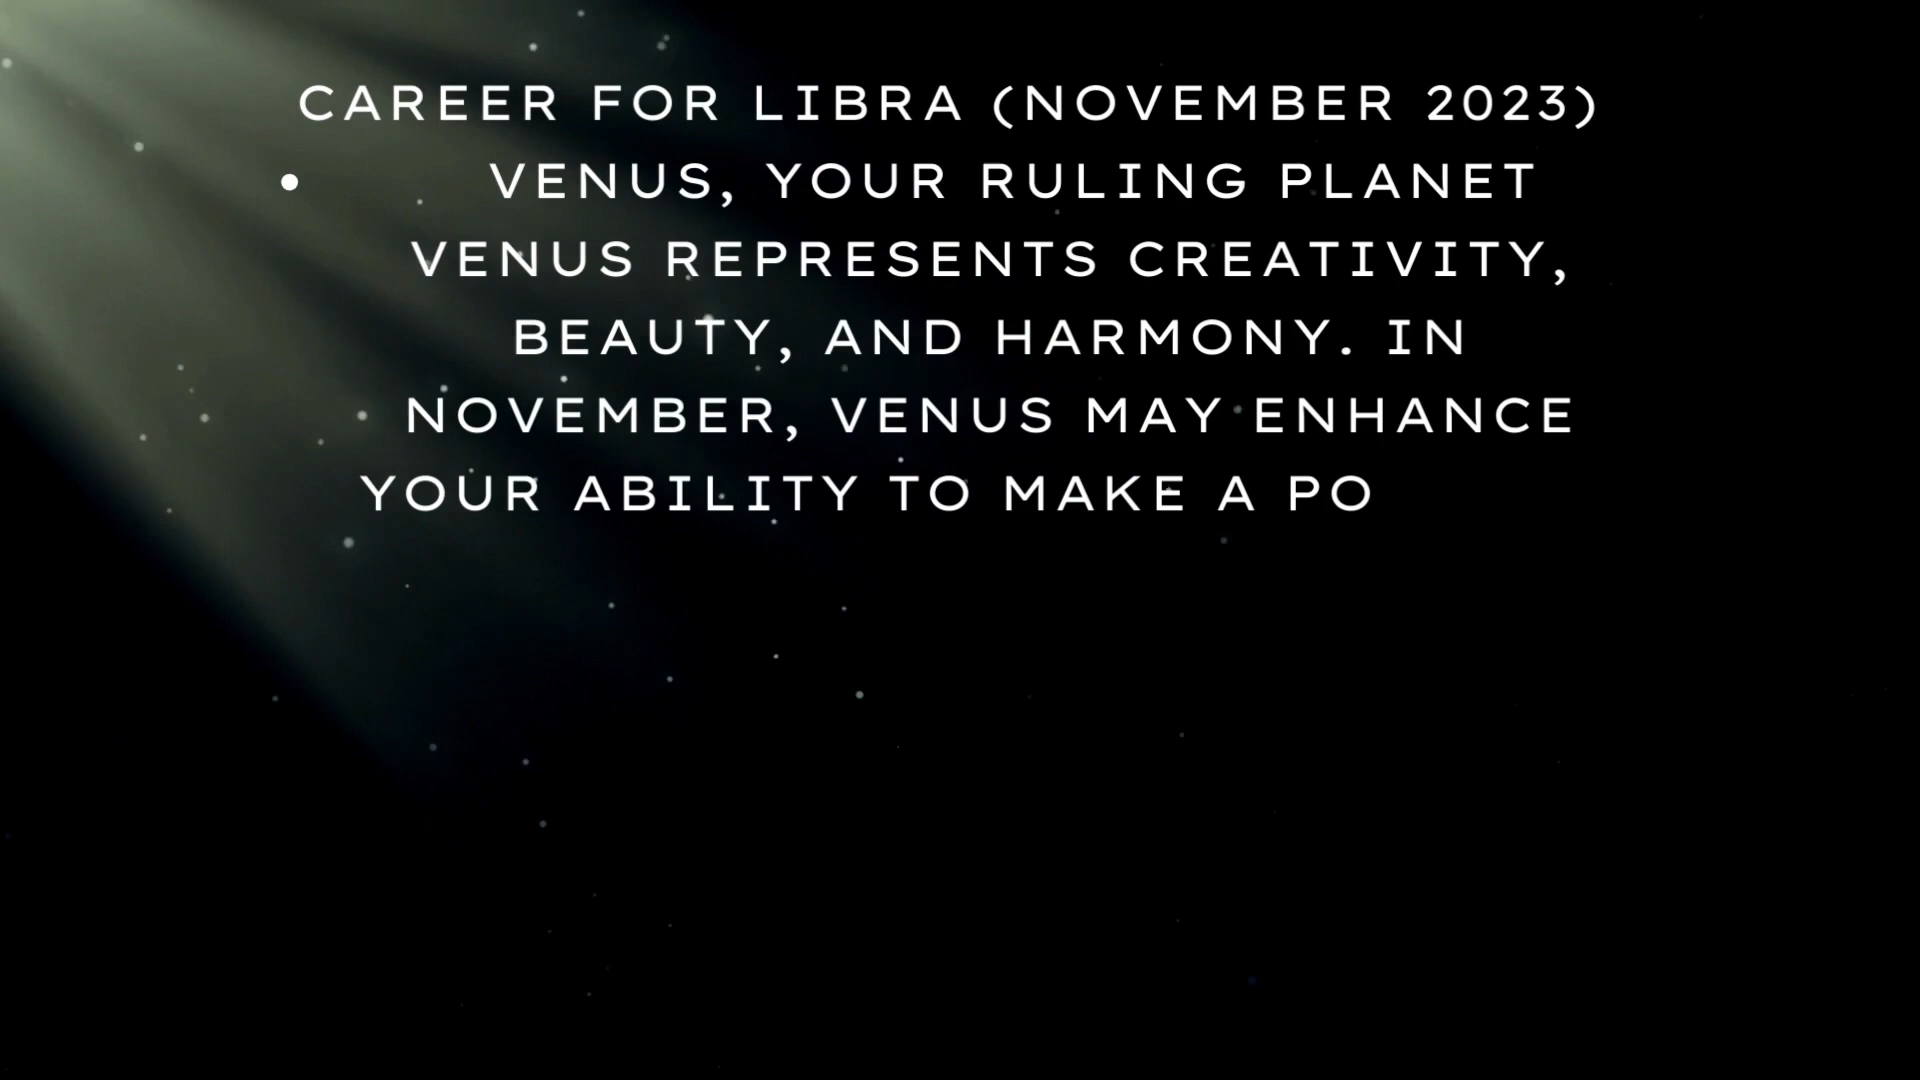 CAREER FOR LIBRA (NOVEMBER 2023)
• VENUS, YOUR RULING PLANET
VENUS REPRESENTS CREATIVITY,
BEAUTY, AND HARMONY. IN
NOVEMBER, VENUS MAY ENHANCE
YOUR ABILITY TO MAKE A PO